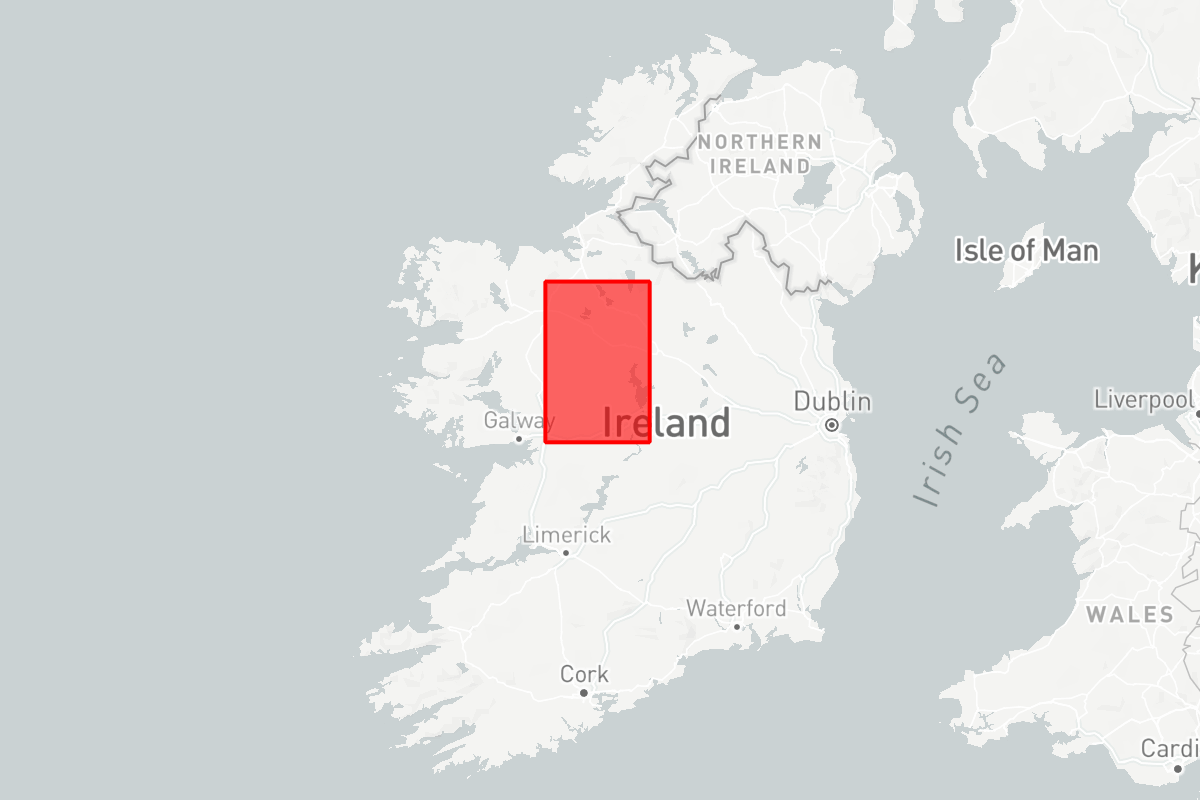 NORTHERN
IRELAND
Isle of Man
K
Irish Sea
Liverpool
Dublin
Galway
Ireland
Limerick
Waterford
WALES
Cork
Cardi